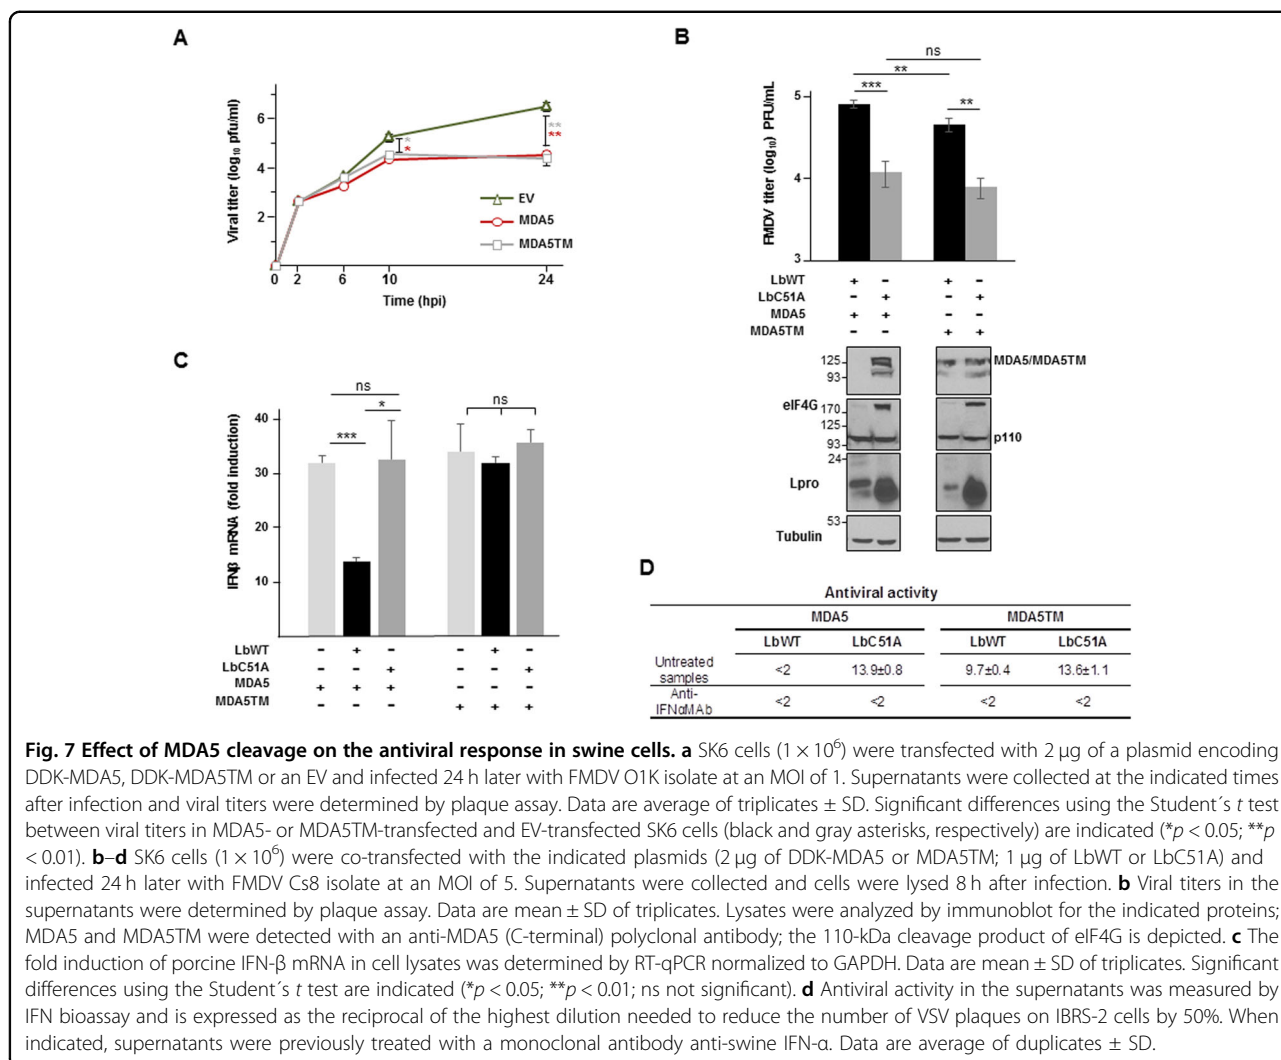 A
Viral titer (log10 pfu/ml)
6
4
2
*
*
**
**
EV
MDA5
MDA5TM
0 2 6 10 24
Time (hpi)
B
ns
**
*** **
FMDV titer (log10) PFU/mL
5
4
3
LbWT + - + -
LbC51A - + - +
MDA5 + + - -
MDA5TM - - + +
125
93
MDA5/MDA5TM
eIF4G 170
125
93
p110
24
Lpro
53
Tubulin
C
ns
*
***
ns
IFNβ mRNA (fold induction)
40
30
20
10
LbWT - + - - + -
LbC51A - - + - - +
MDA5 + + + - - -
MDA5TM - - - + + +
D
Antiviral activity
MDA5 MDA5TM
LbWT LbC51A LbWT LbC51A
Untreated samples <2 13.9±0.8 9.7±0.4 13.6±1.1
Anti-IFNαMAb <2 <2 <2 <2
Fig. 7 Effect of MDA5 cleavage on the antiviral response in swine cells. a SK6 cells (1 × 10⁶) were transfected with 2 µg of a plasmid encoding
DDK-MDA5, DDK-MDA5TM or an EV and infected 24 h later with FMDV O1K isolate at an MOI of 1. Supernatants were collected at the indicated times
after infection and viral titers were determined by plaque assay. Data are average of triplicates ± SD. Significant differences using the Student´s t test
between viral titers in MDA5- or MDA5TM-transfected and EV-transfected SK6 cells (black and gray asterisks, respectively) are indicated (*p < 0.05; **p
< 0.01). b–d SK6 cells (1 × 10⁶) were co-transfected with the indicated plasmids (2 µg of DDK-MDA5 or MDA5TM; 1 µg of LbWT or LbC51A) and
infected 24 h later with FMDV Cs8 isolate at an MOI of 5. Supernatants were collected and cells were lysed 8 h after infection. b Viral titers in the
supernatants were determined by plaque assay. Data are mean ± SD of triplicates. Lysates were analyzed by immunoblot for the indicated proteins;
MDA5 and MDA5TM were detected with an anti-MDA5 (C-terminal) polyclonal antibody; the 110-kDa cleavage product of eIF4G is depicted. c The
fold induction of porcine IFN-β mRNA in cell lysates was determined by RT-qPCR normalized to GAPDH. Data are mean ± SD of triplicates. Significant
differences using the Student´s t test are indicated (*p < 0.05; **p < 0.01; ns not significant). d Antiviral activity in the supernatants was measured by
IFN bioassay and is expressed as the reciprocal of the highest dilution needed to reduce the number of VSV plaques on IBRS-2 cells by 50%. When
indicated, supernatants were previously treated with a monoclonal antibody anti-swine IFN-α. Data are average of duplicates ± SD.